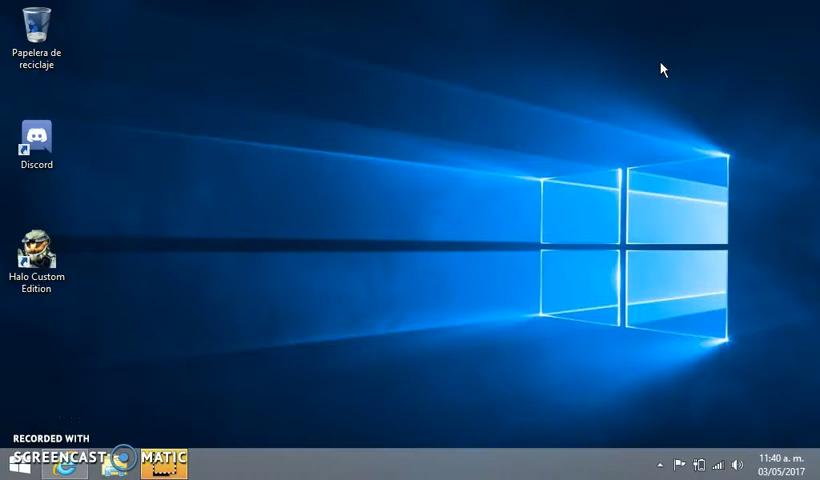 Papelera de
reciclaje
Discord
Halo Custom
Edition
RECORDED WITH
SCREENCAST MATIC
11:40 a. m.
03/05/2017